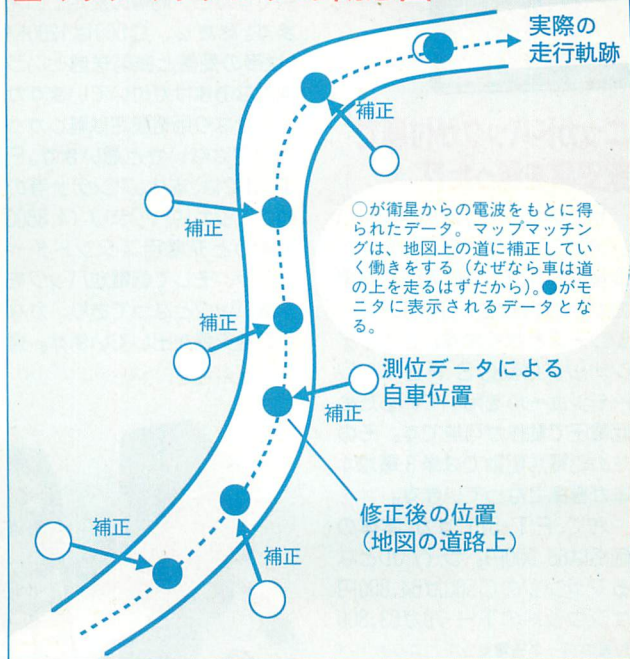 実際の
走行軌跡
補正
補正
○が衛星からの電波をもとに得
られたデータ。マップマッチン
グは、地図上の道に補正してい
く働きをする（なぜなら車は道
の上を走るはずだから）。●がモ
ニタに表示されるデータとな
る。
補正
測位データによる
自車位置
補正
修正後の位置
（地図の道路上）
補正
補正